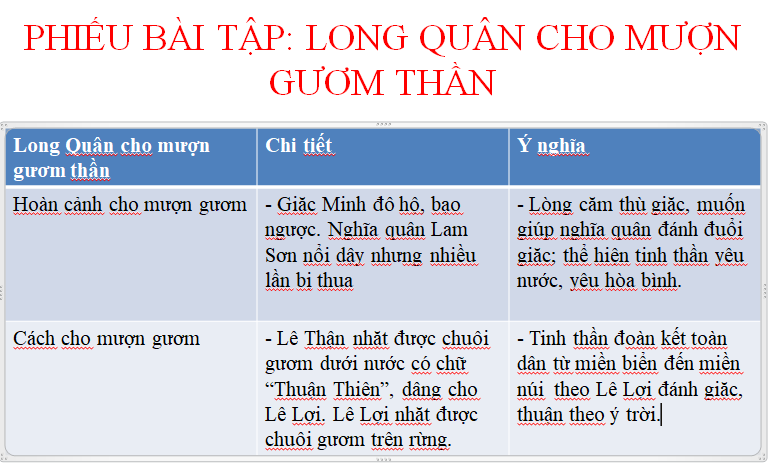 PHIẾU BÀI TẬP: LONG QUÂN CHO MƯỢN
GƯƠM THẦN
Long Quân cho mượn
gươm thần
Chi tiết
Ý nghĩa
Hoàn cảnh cho mượn gươm
- Giặc Minh đô hộ, bạo
ngược. Nghĩa quân Lam
Sơn nổi dậy nhưng nhiều
lần bị thua
- Lòng căm thù giặc, muốn
giúp nghĩa quân đánh đuổi
giặc; thể hiện tinh thần yêu
nước, yêu hòa bình.
Cách cho mượn gươm
- Lê Thận nhặt được chuôi
gươm dưới nước có chữ
“Thuận Thiên”, dâng cho
Lê Lợi. Lê Lợi nhặt được
chuôi gươm trên rừng.
- Tinh thần đoàn kết toàn
dân từ miền biển đến miền
núi theo Lê Lợi đánh giặc,
thuận theo ý trời.